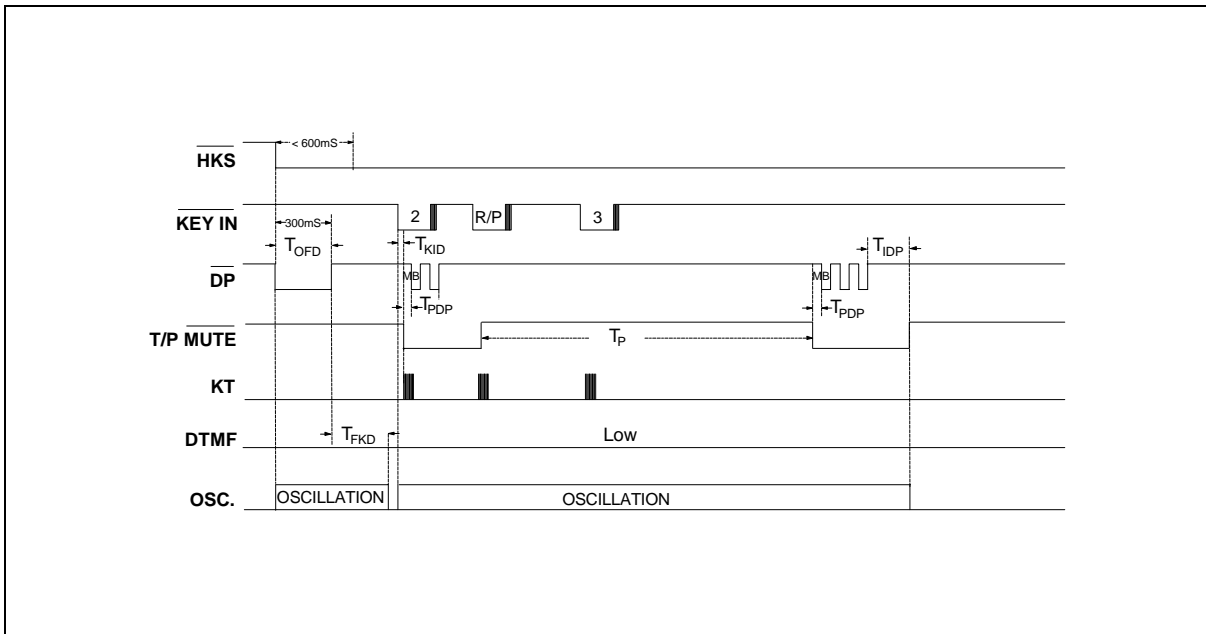 < 600mS
HKS
2 R/P 3
KEY IN
300mS
TOFD TKID TIDP
DP MB MB
TPDP TPDP
T/P MUTE TP
KT
DTMF TFKD Low
OSC. OSCILLATION OSCILLATION